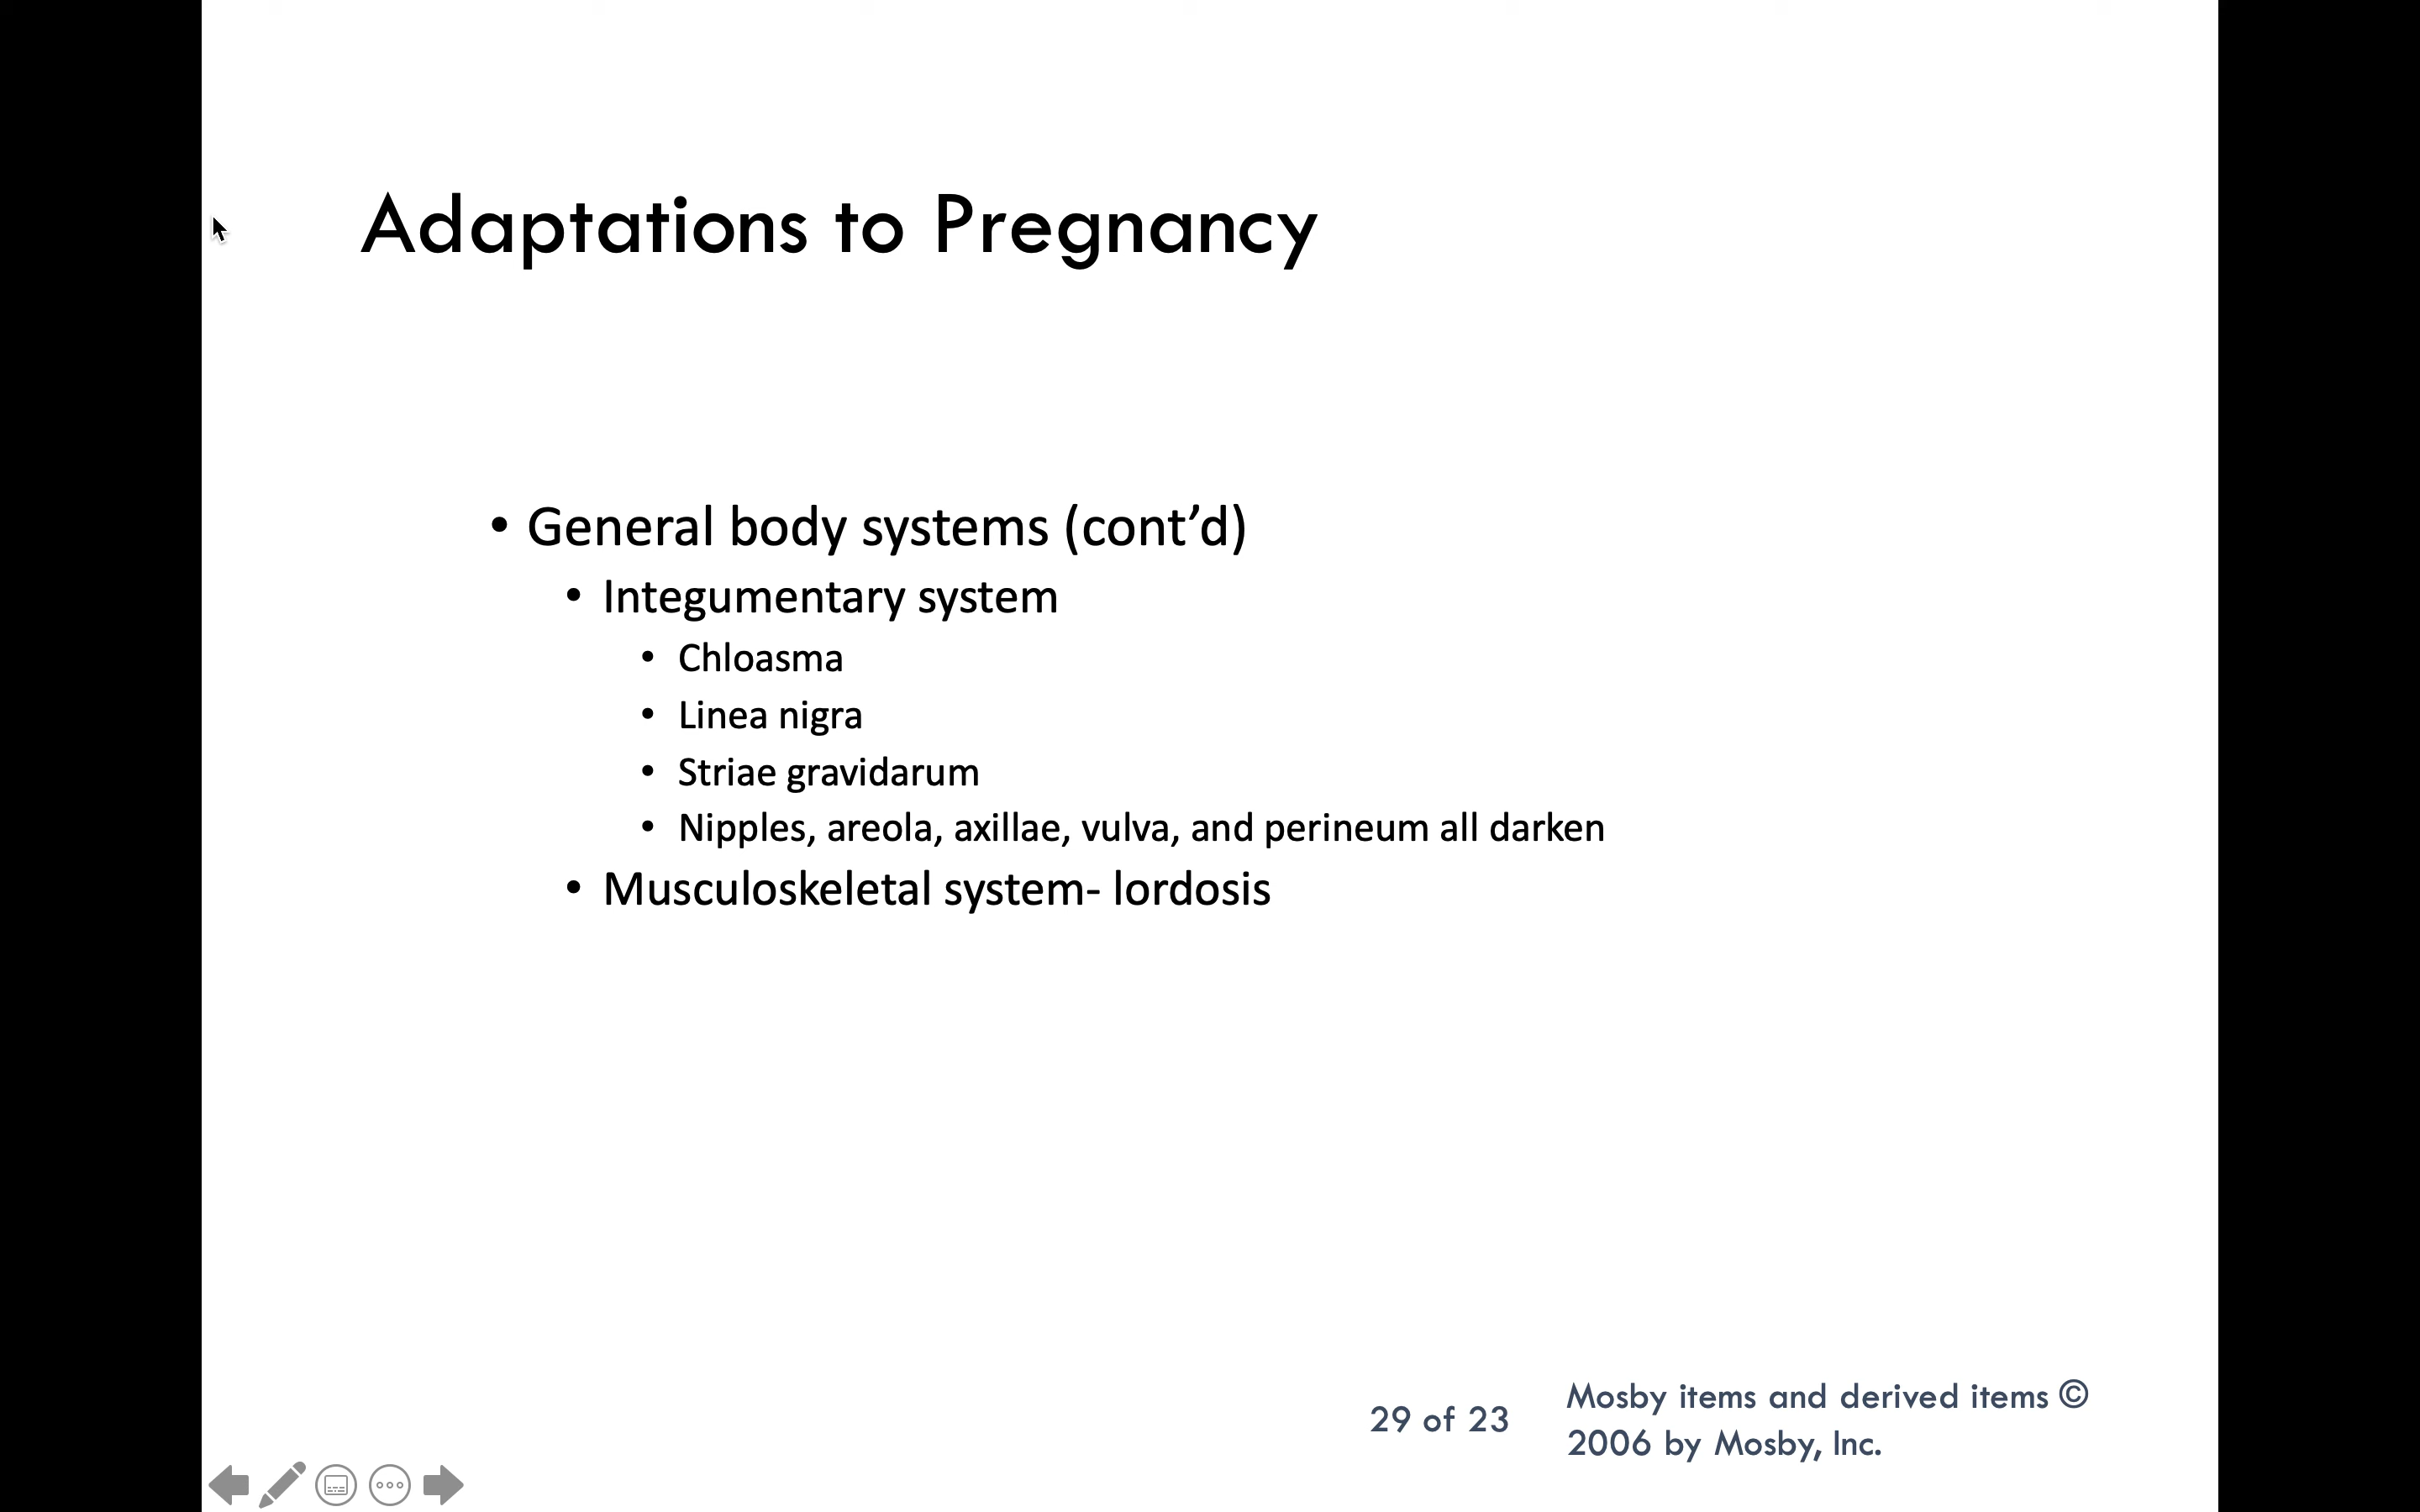 Adaptations to Pregnancy
• General body systems (cont’d)
• Integumentary system
• Chloasma
• Linea nigra
• Striae gravidarum
• Nipples, areola, axillae, vulva, and perineum all darken
• Musculoskeletal system- lordosis
29 of 23
Mosby items and derived items ©
2006 by Mosby, Inc.